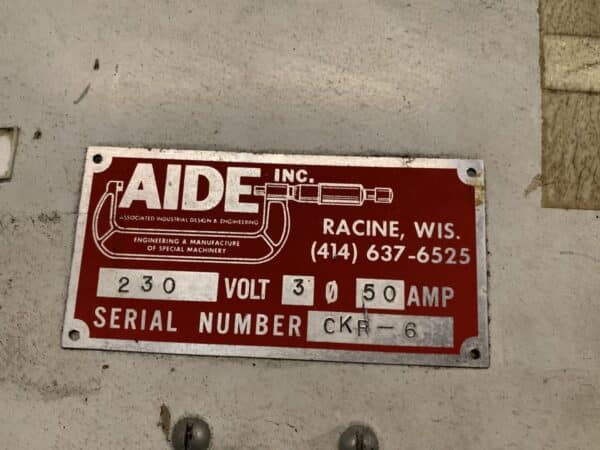 AIDE INC.
ASSOCIATED INDUSTRIAL DESIGN & ENGINEERING
ENGINEERING & MANUFACTURE
OF SPECIAL MACHINERY
RACINE, WIS.
(414) 637-6525
230 VOLT 3 Ø 50 AMP
SERIAL NUMBER CKR-6